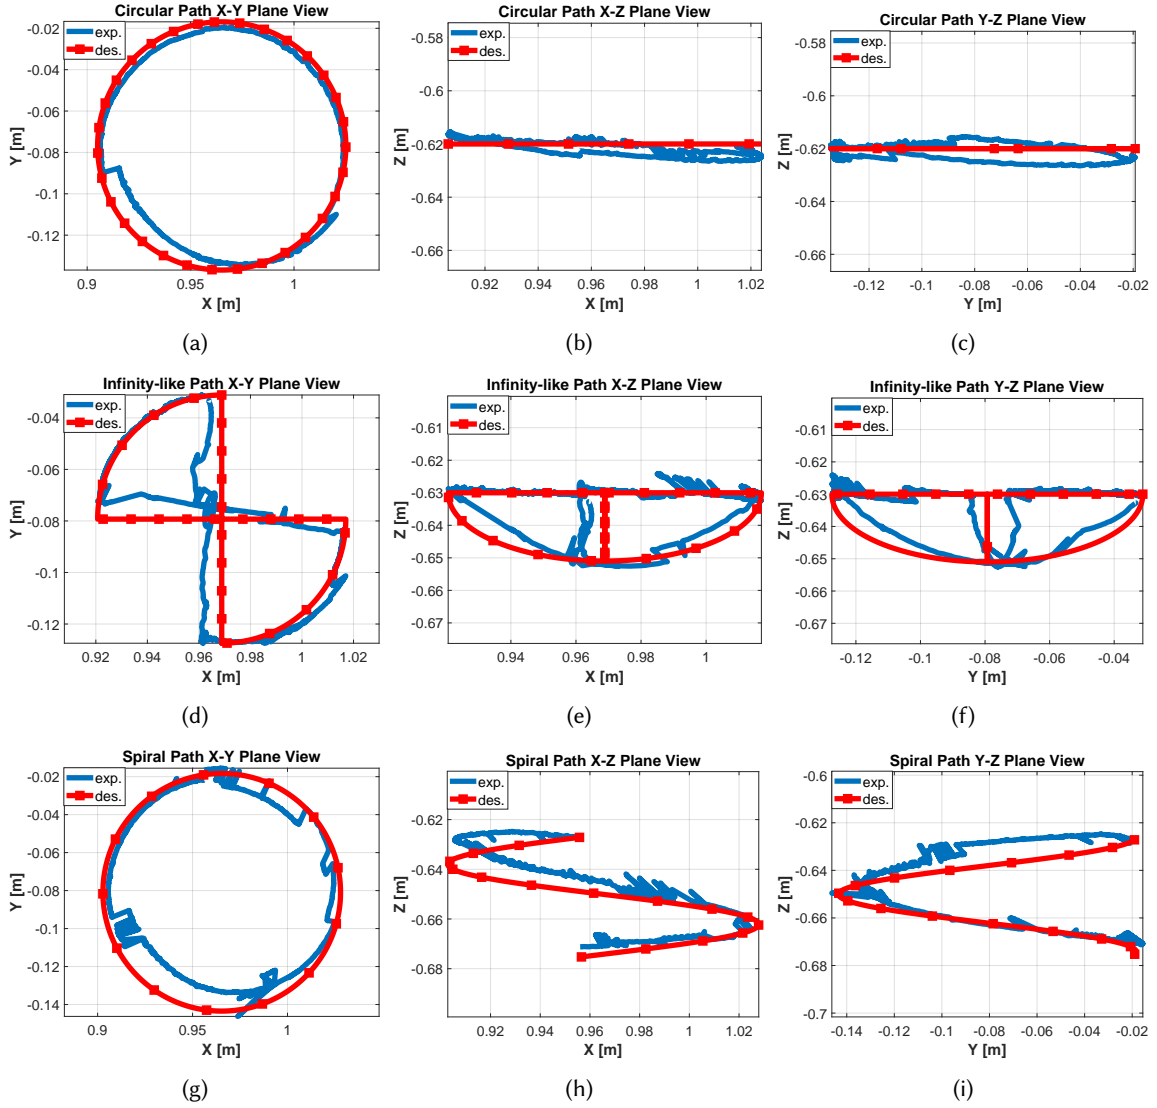 Circular Path X-Y Plane View
exp.
des.
-0.02
-0.04
-0.06
-0.08
-0.1
-0.12
Y [m]
0.9
0.95
1
X [m]
(a)
Circular Path X-Z Plane View
exp.
des.
-0.58
-0.6
-0.62
-0.64
-0.66
Z [m]
0.92
0.94
0.96
0.98
1
1.02
X [m]
(b)
Circular Path Y-Z Plane View
exp.
des.
-0.58
-0.6
-0.62
-0.64
-0.66
Z [m]
-0.12
-0.1
-0.08
-0.06
-0.04
-0.02
Y [m]
(c)
Infinity-like Path X-Y Plane View
exp.
des.
-0.04
-0.06
-0.08
-0.1
-0.12
Y [m]
0.92
0.94
0.96
0.98
1
1.02
X [m]
(d)
Infinity-like Path X-Z Plane View
exp.
des.
-0.61
-0.62
-0.63
-0.64
-0.65
-0.66
-0.67
Z [m]
0.94
0.96
0.98
1
X [m]
(e)
Infinity-like Path Y-Z Plane View
exp.
des.
-0.61
-0.62
-0.63
-0.64
-0.65
-0.66
-0.67
Z [m]
-0.12
-0.1
-0.08
-0.06
-0.04
Y [m]
(f)
Spiral Path X-Y Plane View
exp.
des.
-0.02
-0.04
-0.06
-0.08
-0.1
-0.12
-0.14
Y [m]
0.9
0.95
1
X [m]
(g)
Spiral Path X-Z Plane View
exp.
des.
-0.62
-0.64
-0.66
-0.68
Z [m]
0.92
0.94
0.96
0.98
1
1.02
X [m]
(h)
Spiral Path Y-Z Plane View
exp.
des.
-0.6
-0.62
-0.64
-0.66
-0.68
-0.7
Z [m]
-0.14
-0.12
-0.1
-0.08
-0.06
-0.04
-0.02
Y [m]
(i)